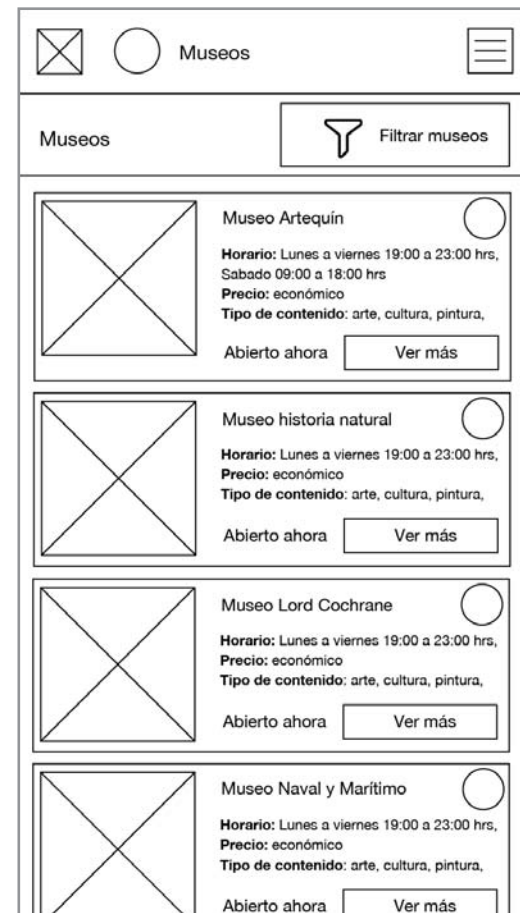 Museos
Museos
Filtrar museos
Museo Artequín
Horario: Lunes a viernes 19:00 a 23:00 hrs,
Sabado 09:00 a 18:00 hrs
Precio: económico
Tipo de contenido: arte, cultura, pintura,
Abierto ahora
Ver más
Museo historia natural
Horario: Lunes a viernes 19:00 a 23:00 hrs,
Precio: económico
Tipo de contenido: arte, cultura, pintura,
Abierto ahora
Ver más
Museo Lord Cochrane
Horario: Lunes a viernes 19:00 a 23:00 hrs,
Precio: económico
Tipo de contenido: arte, cultura, pintura,
Abierto ahora
Ver más
Museo Naval y Marítimo
Horario: Lunes a viernes 19:00 a 23:00 hrs,
Precio: económico
Tipo de contenido: arte, cultura, pintura,
Abierto ahora
Ver más